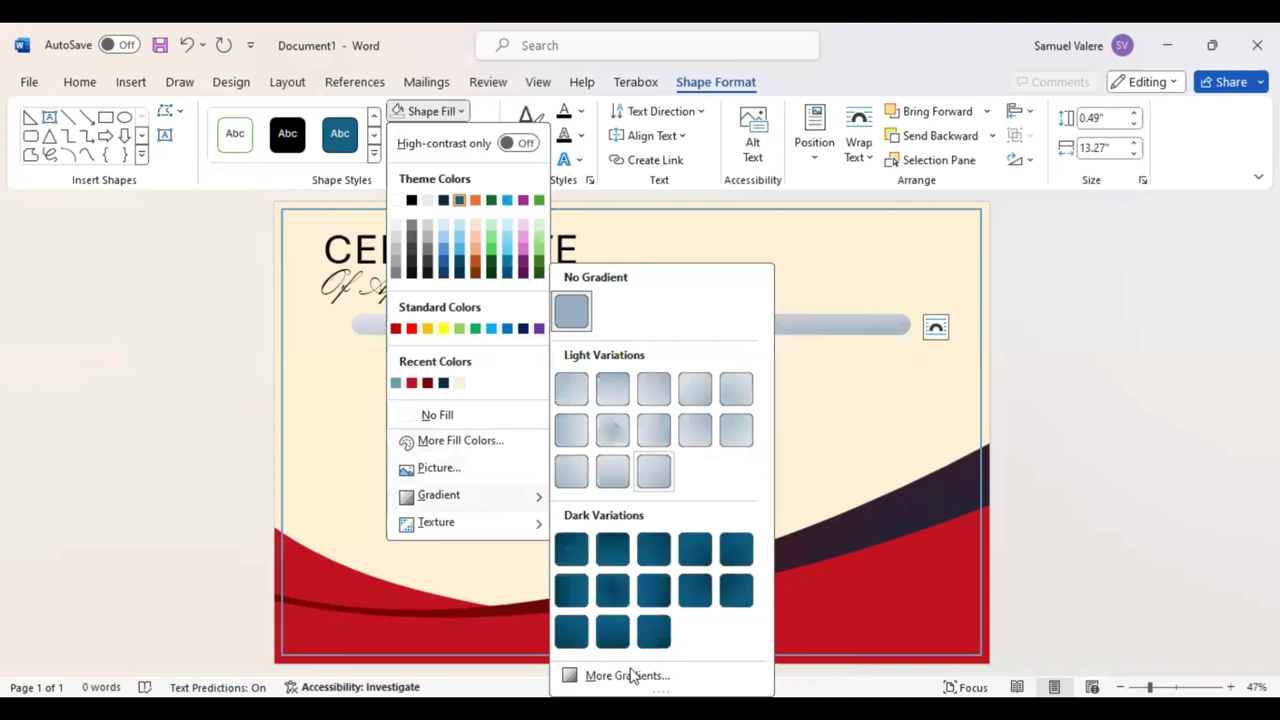 AutoSave Off Document1 - Word Search Samuel Valere SV
File Home Insert Draw Design Layout References Mailings Review View Help Terabox Shape Format Comments Editing Share
Abc Abc Abc
Shape Fill
Text Direction
Align Text
Create Link
Alt Text
Position
Wrap Text
Bring Forward
Send Backward
Selection Pane
0.49"
13.27"
Insert Shapes Shape Styles Styles Text Accessibility Arrange Size
High-contrast only Off
Theme Colors
Standard Colors
Recent Colors
No Fill
More Fill Colors...
Picture...
Gradient
Texture
No Gradient
Light Variations
Dark Variations
More Gradients...
CE TE
Of A
Page 1 of 1 0 words Text Predictions: On Accessibility: Investigate Focus 47%